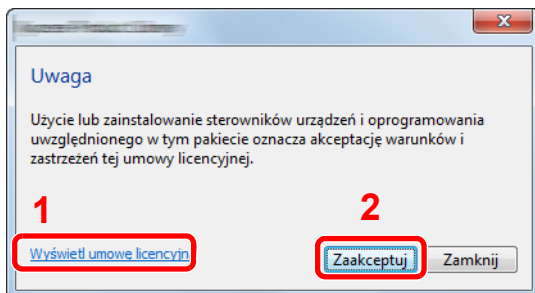 Uwaga
Użycie lub zainstalowanie sterowników urządzeń i oprogramowania
uwzględnionego w tym pakiecie oznacza akceptację warunków i
zastrzeżeń tej umowy licencyjnej.
1
2
Wyświetl umowę licencyjn
Zaakceptuj
Zamknij